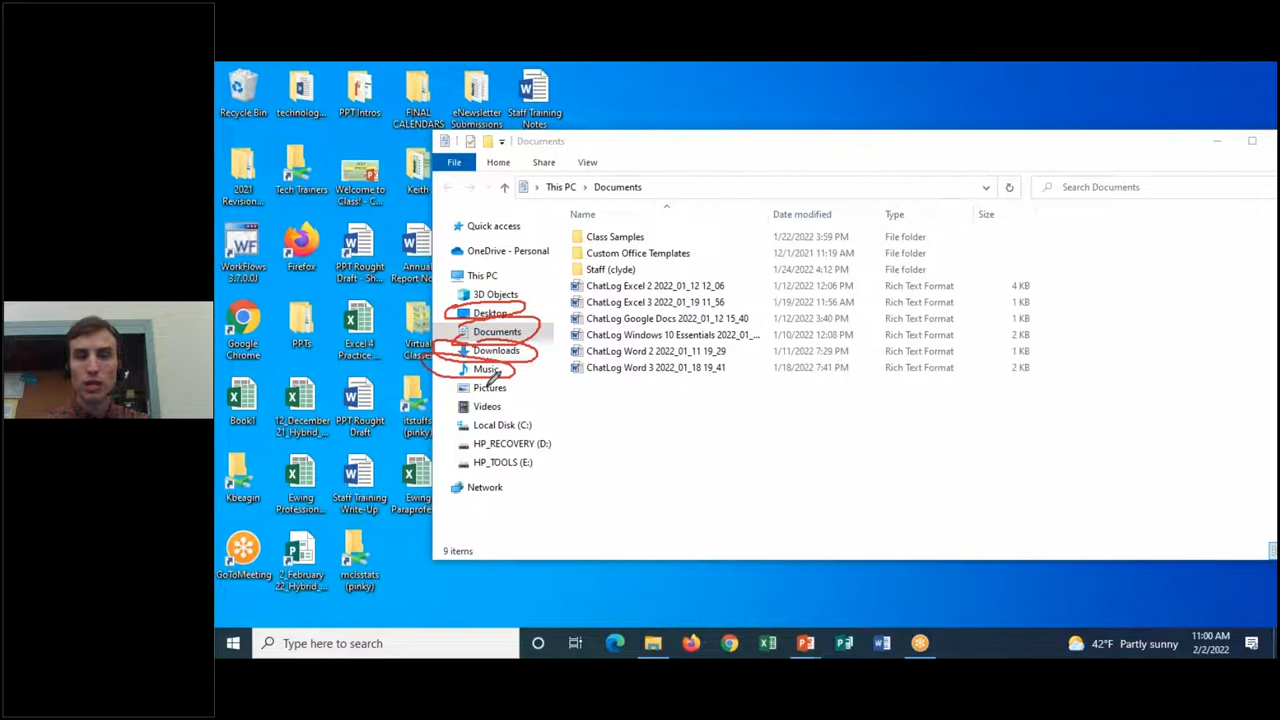 Recycle Bin
technolog...
PPT Intros
FINAL
CALENDARS
eNewsletter
Submissions
Staff Training
Notes
2021
Revision...
Tech Trainers
Welcome to
Class! - C...
Keith
WorkFlows
3.7.0.0)
Firefox
PPT Rought
Draft - Sh...
Annual
Report No
Google
Chrome
PPTs
Excel 4
Practice ...
Virtual
Classe
Book1
12_December
21_Hybrid_...
PPT Rought
Draft
itstuffs
(pinky)
Kbeagin
Ewing
Profession...
Staff Training
Write-Up
Ewing
Paraprofe
GoToMeeting
2_February
22_Hybrid_...
mclsstats
(pinky)
Documents
File
Home
Share
View
This PC
Documents
Search Documents
Quick access
OneDrive - Personal
This PC
3D Objects
Desktop
Documents
Downloads
Music
Pictures
Videos
Local Disk (C:)
HP_RECOVERY (D:)
HP_TOOLS (E:)
Network
Name Date modified Type Size
Class Samples 1/22/2022 3:59 PM File folder
Custom Office Templates 12/1/2021 11:19 AM File folder
Staff (clyde) 1/24/2022 4:12 PM File folder
ChatLog Excel 2 2022_01_12 12_06 1/12/2022 12:06 PM Rich Text Format 4 KB
ChatLog Excel 3 2022_01_19 11_56 1/19/2022 11:56 AM Rich Text Format 1 KB
ChatLog Google Docs 2022_01_12 15_40 1/12/2022 3:40 PM Rich Text Format 2 KB
ChatLog Windows 10 Essentials 2022_01_... 1/10/2022 12:08 PM Rich Text Format 2 KB
ChatLog Word 2 2022_01_11 19_29 1/11/2022 7:29 PM Rich Text Format 1 KB
ChatLog Word 3 2022_01_18 19_41 1/18/2022 7:41 PM Rich Text Format 2 KB
9 items
Type here to search
42°F Partly sunny
11:00 AM
2/2/2022